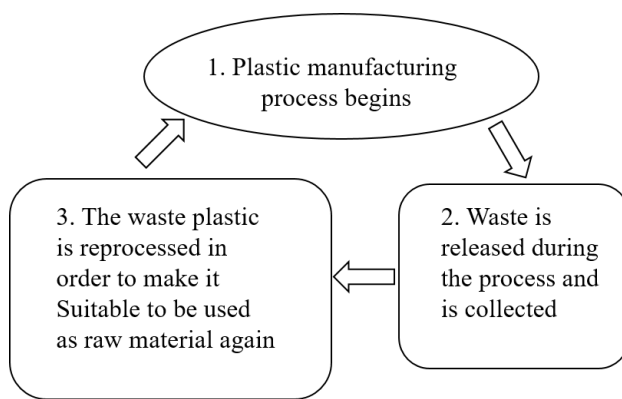 1. Plastic manufacturing
process begins
2. Waste is
released during
the process and
is collected
3. The waste plastic
is reprocessed in
order to make it
Suitable to be used
as raw material again